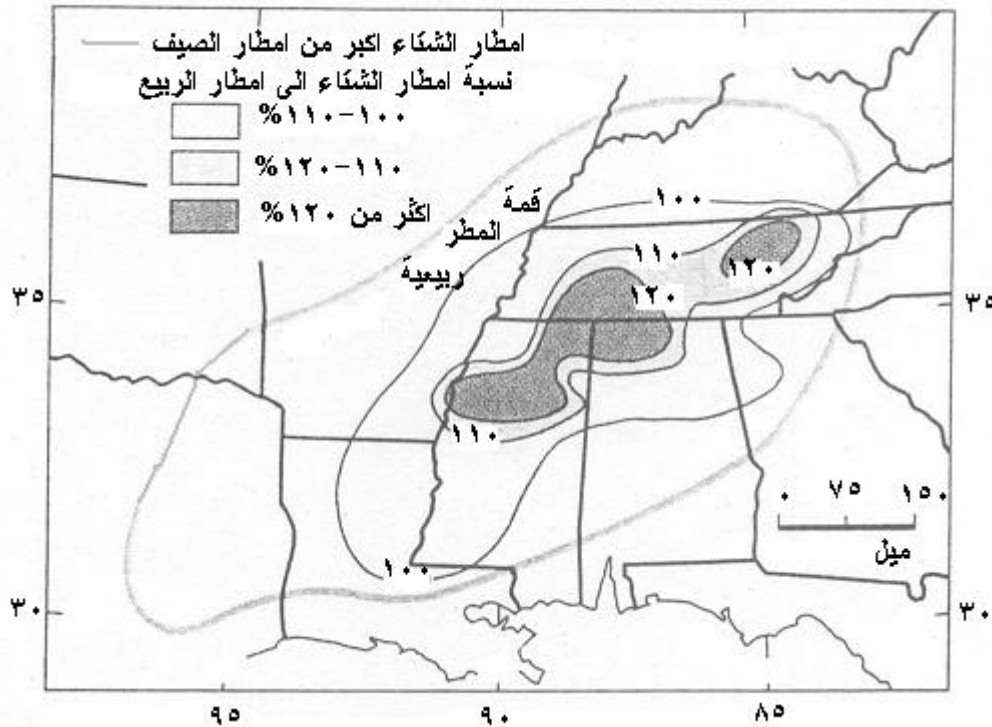 امطار الشتاء اكبر من امطار الصيف
نسبة امطار الشتاء الى امطار الربيع
%١١٠-١٠٠
%١٢٠-١١٠
اكثر من ١٢٠%
قمة
المطر
ربيعية
١٠٠
١١٠
١٢٠
١٢٠
٣٥
٣٥
١١٠
٠ ٧٥ ١٥٠
ميل
١٠٠
٣٠
٣٠
٩٥ ٩٠ ٨٥